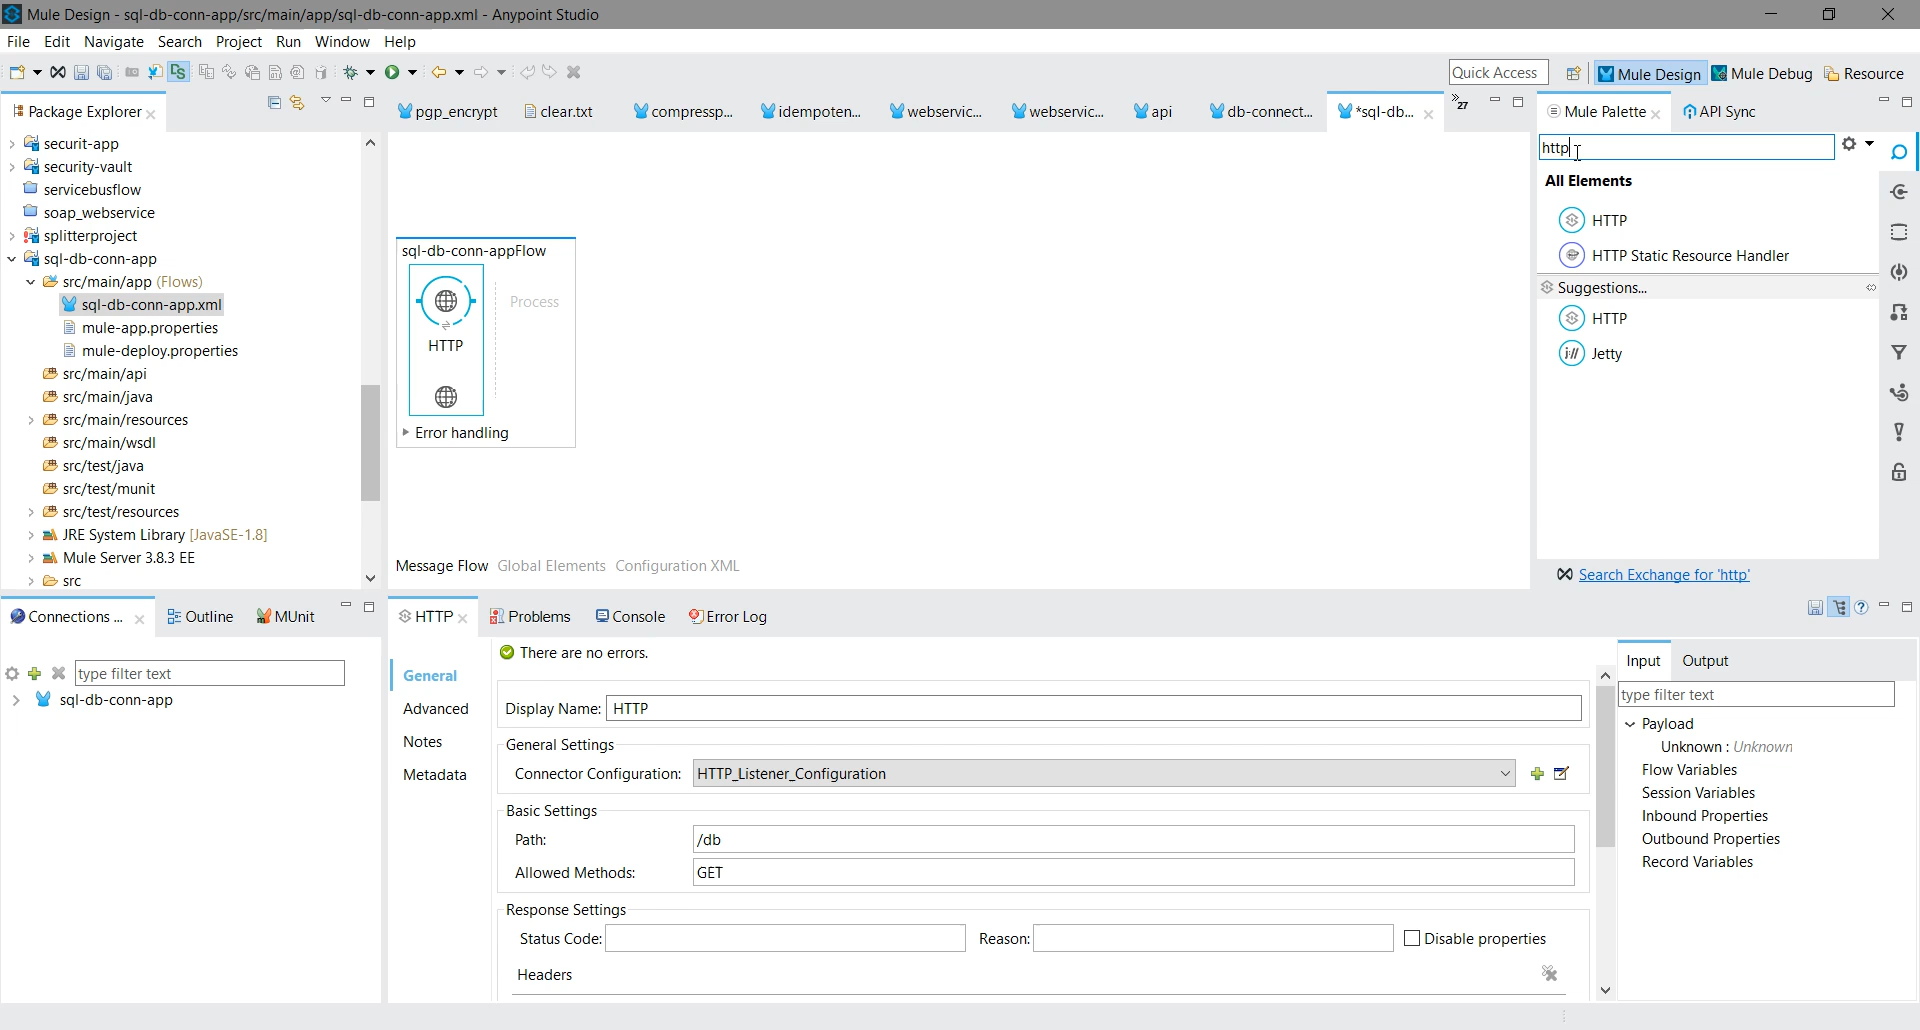 Mule Design - sql-db-conn-app/src/main/app/sql-db-conn-app.xml - Anypoint Studio
File Edit Navigate Search Project Run Window Help
Quick Access
Mule Design
Mule Debug
Resource
Package Explorer
securit-app
security-vault
servicebusflow
soap_webservice
splitterproject
sql-db-conn-app
src/main/app (Flows)
sql-db-conn-app.xml
mule-app.properties
mule-deploy.properties
src/main/api
src/main/java
src/main/resources
src/main/wsdl
src/test/java
src/test/munit
src/test/resources
JRE System Library [JavaSE-1.8]
Mule Server 3.8.3 EE
src
pgp_encrypt
clear.txt
compressp...
idempoten...
webservic...
webservic...
api
db-connect...
*sql-db...
»27
sql-db-conn-appFlow
HTTP
Process
Error handling
Message Flow Global Elements Configuration XML
Mule Palette
API Sync
http
All Elements
HTTP
HTTP Static Resource Handler
Suggestions...
HTTP
Jetty
Search Exchange for 'http'
Connections ...
Outline
MUnit
type filter text
sql-db-conn-app
HTTP
Problems
Console
Error Log
General
Advanced
Notes
Metadata
There are no errors.
Display Name: HTTP
General Settings
Connector Configuration: HTTP_Listener_Configuration
Basic Settings
Path: /db
Allowed Methods: GET
Response Settings
Status Code:
Reason:
Disable properties
Headers
Input
Output
type filter text
Payload
Unknown : Unknown
Flow Variables
Session Variables
Inbound Properties
Outbound Properties
Record Variables